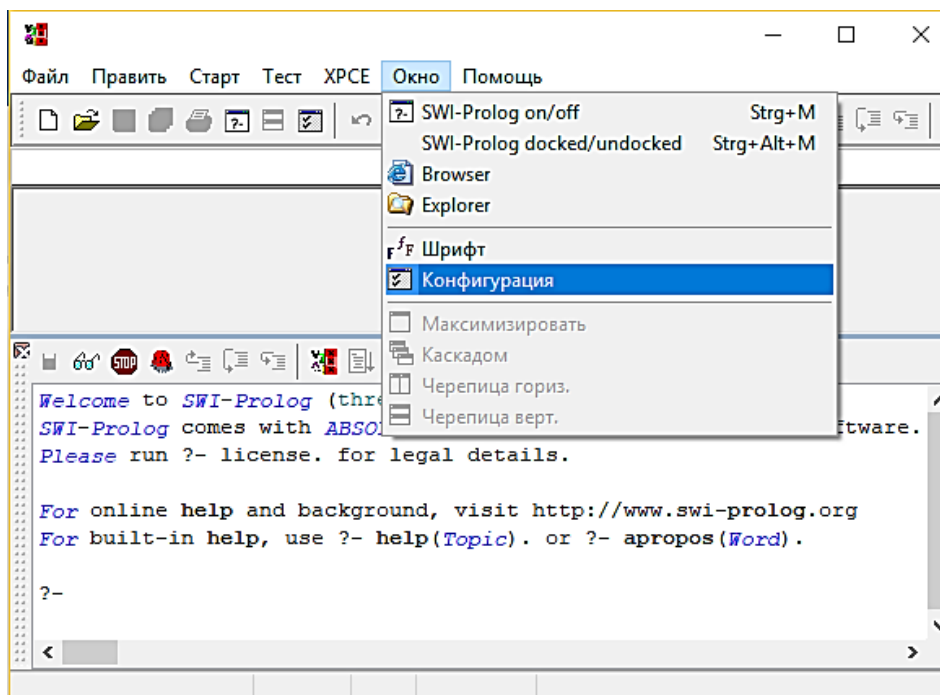 Файл Править Старт Тест XPCE Окно Помощь
SWI-Prolog on/off Strg+M
SWI-Prolog docked/undocked Strg+Alt+M
Browser
Explorer
Шрифт
Конфигурация
Максимизировать
Каскадом
Черепица гориз.
Черепица верт.
STOP
Welcome to SWI-Prolog (thre
SWI-Prolog comes with ABSO ftware.
Please run ?- license. for legal details.
For online help and background, visit http://www.swi-prolog.org
For built-in help, use ?- help(Topic). or ?- apropos(Word).
?-